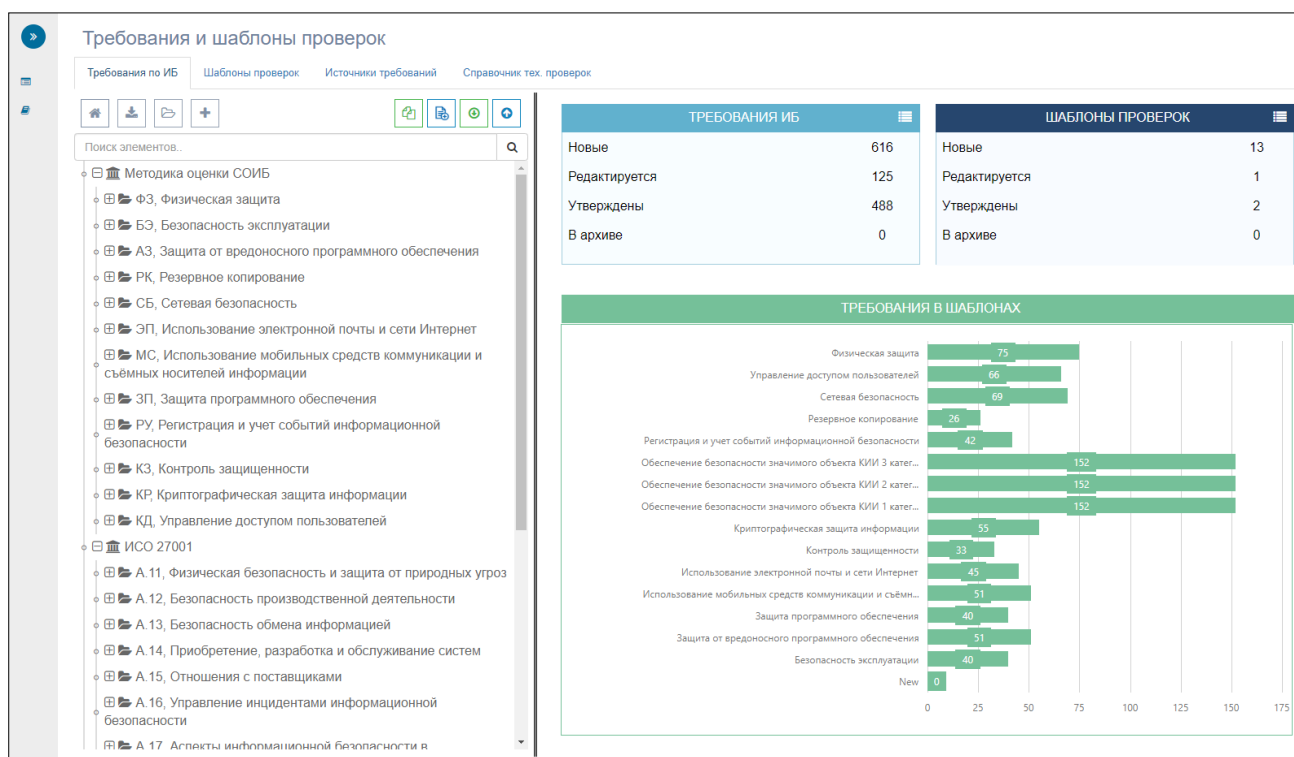 Требования и шаблоны проверок
Требования по ИБ
Шаблоны проверок
Источники требований
Справочник тех. проверок
Поиск элементов..
Методика оценки СОИБ
ФЗ, Физическая защита
БЭ, Безопасность эксплуатации
АЗ, Защита от вредоносного программного обеспечения
РК, Резервное копирование
СБ, Сетевая безопасность
ЭП, Использование электронной почты и сети Интернет
МС, Использование мобильных средств коммуникации и
съёмных носителей информации
ЗП, Защита программного обеспечения
РУ, Регистрация и учет событий информационной
безопасности
КЗ, Контроль защищенности
КР, Криптографическая защита информации
КД, Управление доступом пользователей
ИСО 27001
А.11, Физическая безопасность и защита от природных угроз
А.12, Безопасность производственной деятельности
А.13, Безопасность обмена информацией
А.14, Приобретение, разработка и обслуживание систем
А.15, Отношения с поставщиками
А.16, Управление инцидентами информационной
безопасности
А.17, Аспекты информационной безопасности в
ТРЕБОВАНИЯ ИБ
Новые 616
Редактируется 125
Утверждены 488
В архиве 0
ШАБЛОНЫ ПРОВЕРОК
Новые 13
Редактируется 1
Утверждены 2
В архиве 0
ТРЕБОВАНИЯ В ШАБЛОНАХ
Физическая защита 75
Управление доступом пользователей 66
Сетевая безопасность 69
Резервное копирование 26
Регистрация и учет событий информационной безопасности 42
Обеспечение безопасности значимого объекта КИИ 3 катег... 152
Обеспечение безопасности значимого объекта КИИ 2 катег... 152
Обеспечение безопасности значимого объекта КИИ 1 катег... 152
Криптографическая защита информации 55
Контроль защищенности 33
Использование электронной почты и сети Интернет 45
Использование мобильных средств коммуникации и съёмн... 51
Защита программного обеспечения 40
Защита от вредоносного программного обеспечения 51
Безопасность эксплуатации 40
New 0
0 25 50 75 100 125 150 175